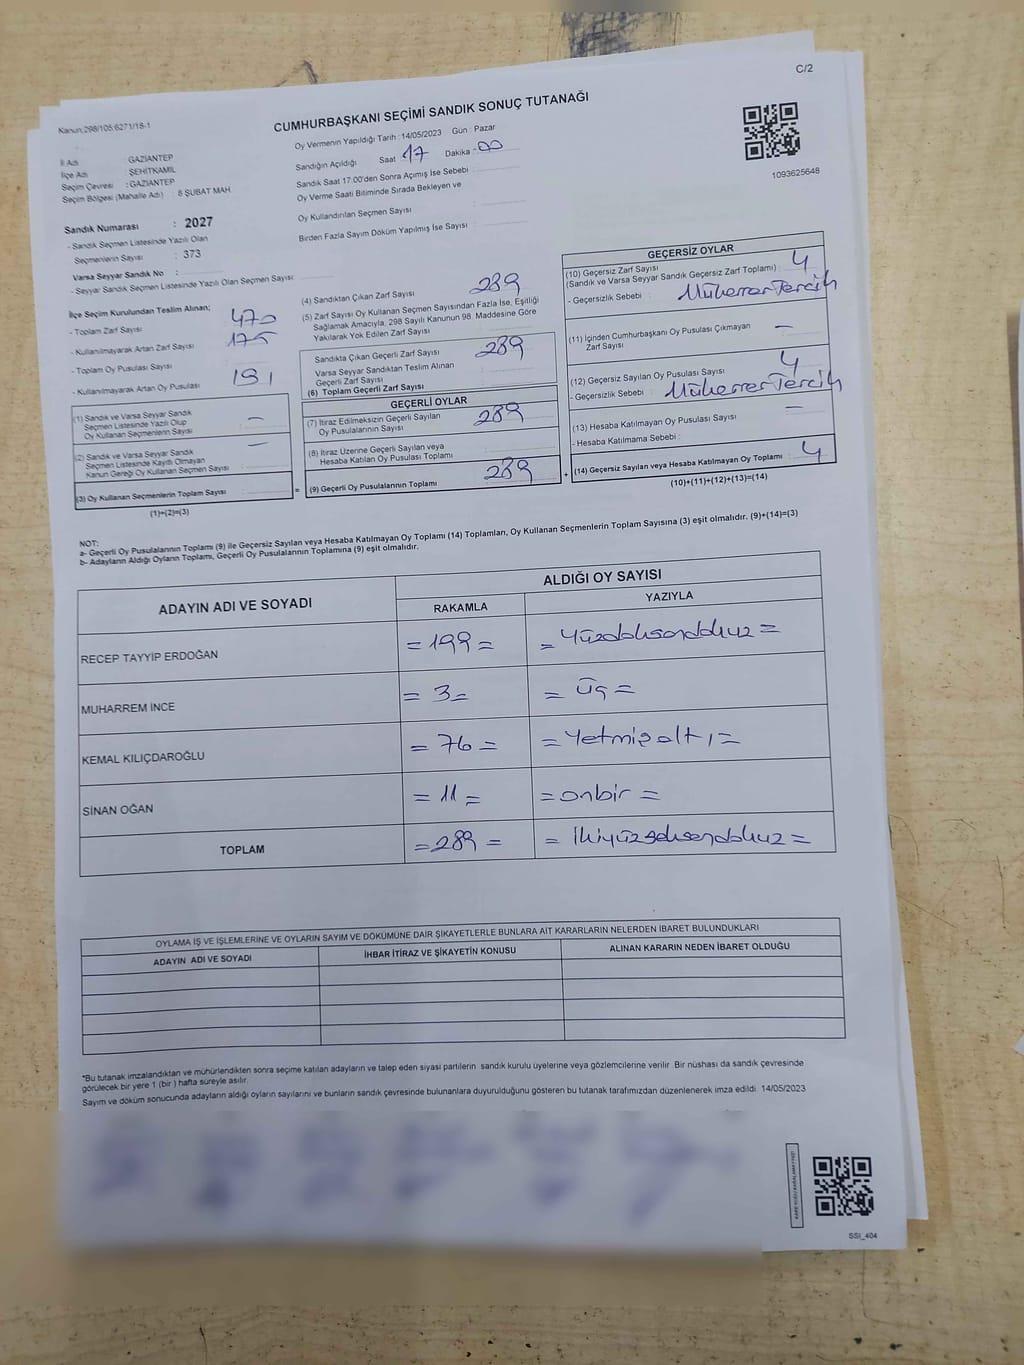 C/2
Kanun;298/105;6271/18-1
CUMHURBAŞKANI SEÇİMİ SANDIK SONUÇ TUTANAĞI
1093625648
İl Adı : GAZİANTEP
İlçe Adı : ŞEHİTKAMİL
Seçim Çevresi : GAZİANTEP
Seçim Bölgesi (Mahalle Adı) : 8 ŞUBAT MAH.
Sandık Numarası : 2027
- Sandık Seçmen Listesinde Yazılı Olan
Seçmenlerin Sayısı : 373
Varsa Seyyar Sandık No :
- Seyyar Sandık Seçmen Listesinde Yazılı Olan Seçmen Sayısı:
Oy Vermenin Yapıldığı Tarih : 14/05/2023 Gün : Pazar
Sandığın Açıldığı Saat 17 Dakika - 00
Sandık Saat 17:00'den Sonra Açımış İse Sebebi :
Oy Verme Saati Bitiminde Sırada Bekleyen ve
Oy Kullandırılan Seçmen Sayısı :
Birden Fazla Sayım Döküm Yapılmış İse Sayısı :
İlçe Seçim Kurulundan Teslim Alınan;
- Toplam Zarf Sayısı : 470
- Kullanılmayarak Artan Zarf Sayısı : 175
- Toplam Oy Pusulası Sayısı :
- Kullanılmayarak Artan Oy Pusulası : 191
(1) Sandık ve Varsa Seyyar Sandık
Seçmen Listesinde Yazılı Olup
Oy Kullanan Seçmenlerin Sayısı : —
(2) Sandık ve Varsa Seyyar Sandık
Seçmen Listesinde Kayıtlı Olmayan
Kanun Gereği Oy Kullanan Seçmen Sayısı : —
(3) Oy Kullanan Seçmenlerin Toplam Sayısı :
(1)+(2)=(3)
(4) Sandıktan Çıkan Zarf Sayısı : 289
(5) Zarf Sayısı Oy Kullanan Seçmen Sayısından Fazla İse, Eşitliği
Sağlamak Amacıyla, 298 Sayılı Kanunun 98. Maddesine Göre
Yakılarak Yok Edilen Zarf Sayısı :
Sandıkta Çıkan Geçerli Zarf Sayısı : 289
Varsa Seyyar Sandıktan Teslim Alınan
Geçerli Zarf Sayısı :
(6) Toplam Geçerli Zarf Sayısı :
GEÇERLİ OYLAR
(7) İtiraz Edilmeksizin Geçerli Sayılan
Oy Pusulalarının Sayısı : 289
(8) İtiraz Üzerine Geçerli Sayılan veya
Hesaba Katılan Oy Pusulası Toplamı :
= (9) Geçerli Oy Pusulalarının Toplamı : 289 +
GEÇERSİZ OYLAR
(10) Geçersiz Zarf Sayısı
(Sandık ve Varsa Seyyar Sandık Geçersiz Zarf Toplamı) : 4
- Geçersizlik Sebebi : Mükerrer Tercih
(11) İçinden Cumhurbaşkanı Oy Pusulası Çıkmayan
Zarf Sayısı : —
(12) Geçersiz Sayılan Oy Pusulası Sayısı : 4
- Geçersizlik Sebebi : Mükerrer Tercih
(13) Hesaba Katılmayan Oy Pusulası Sayısı : —
- Hesaba Katılmama Sebebi :
(14) Geçersiz Sayılan veya Hesaba Katılmayan Oy Toplamı : 4
(10)+(11)+(12)+(13)=(14)
NOT:
a- Geçerli Oy Pusulalarının Toplamı (9) ile Geçersiz Sayılan veya Hesaba Katılmayan Oy Toplamı (14) Toplamları, Oy Kullanan Seçmenlerin Toplam Sayısına (3) eşit olmalıdır. (9)+(14)=(3)
b- Adayların Aldığı Oyların Toplamı, Geçerli Oy Pusulalarının Toplamına (9) eşit olmalıdır.
ADAYIN ADI VE SOYADI
ALDIĞI OY SAYISI
RAKAMLA YAZIYLA
RECEP TAYYİP ERDOĞAN = 199 = = Yüzdoksandokuz =
MUHARREM İNCE = 3 = = üç =
KEMAL KILIÇDAROĞLU = 76 = = Yetmişaltı =
SİNAN OĞAN = 11 = = onbir =
TOPLAM = 289 = = İkiyüzseksendokuz =
OYLAMA İŞ VE İŞLEMLERİNE VE OYLARIN SAYIM VE DÖKÜMÜNE DAİR ŞİKAYETLERLE BUNLARA AİT KARARLARIN NELERDEN İBARET BULUNDUKLARI
ADAYIN ADI VE SOYADI İHBAR İTİRAZ VE ŞİKAYETİN KONUSU ALINAN KARARIN NEDEN İBARET OLDUĞU
*Bu tutanak imzalandıktan ve mühürlendikten sonra seçime katılan adayların ve talep eden siyasi partilerin sandık kurulu üyelerine veya gözlemcilerine verilir. Bir nüshası da sandık çevresinde
görülecek bir yere 1 (bir ) hafta süreyle asılır.
Sayım ve döküm sonucunda adayların aldığı oyların sayılarını ve bunların sandık çevresinde bulunanlara duyurulduğunu gösteren bu tutanak tarafımızdan düzenlenerek imza edildi 14/05/2023
SSI_404